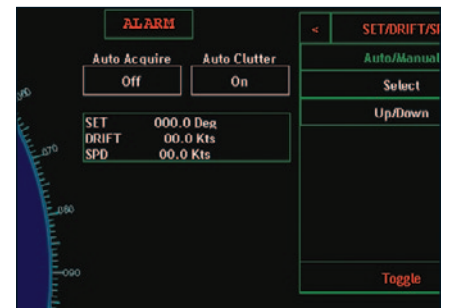 ALARM
Auto Acquire Auto Clutter
Off On
SET 000.0 Deg
DRIFT 00.0 Kts
SPD 00.0 Kts
070
080
090
< SET/DRIFT/S
Auto/Manual
Select
Up/Down
Toggle